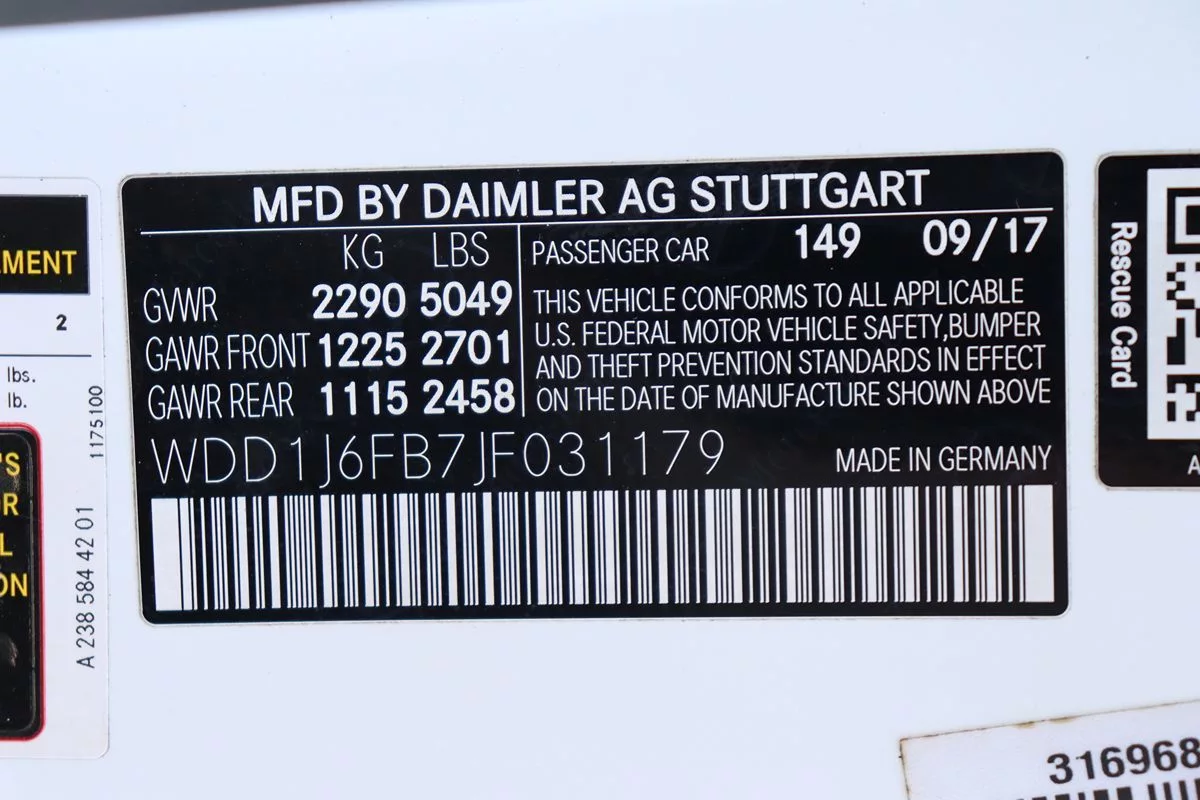 MFD BY DAIMLER AG STUTTGART
KG LBS
GVWR 2290 5049
GAWR FRONT 1225 2701
GAWR REAR 1115 2458
PASSENGER CAR 149 09/17
THIS VEHICLE CONFORMS TO ALL APPLICABLE
U.S. FEDERAL MOTOR VEHICLE SAFETY,BUMPER
AND THEFT PREVENTION STANDARDS IN EFFECT
ON THE DATE OF MANUFACTURE SHOWN ABOVE
WDD1J6FB7JF031179
MADE IN GERMANY
2
lbs.
lb.
1175100
A 238 584 42 01
Rescue Card
316968